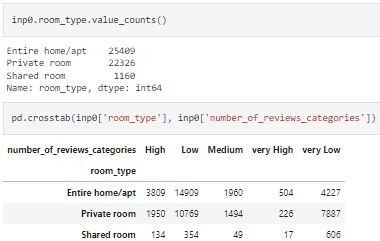 inp0.room_type.value_counts()
Entire home/apt 25409
Private room 22326
Shared room 1160
Name: room_type, dtype: int64
pd.crosstab(inp0['room_type'], inp0['number_of_reviews_categories'])
number_of_reviews_categories High Low Medium very High very Low
room_type
Entire home/apt 3809 14909 1960 504 4227
Private room 1950 10769 1494 226 7887
Shared room 134 354 49 17 606